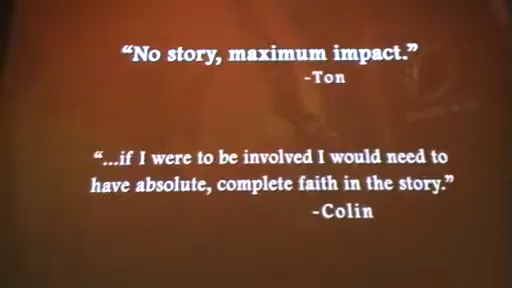 “No story, maximum impact.”
-Ton
“...if I were to be involved I would need to
have absolute, complete faith in the story.”
-Colin